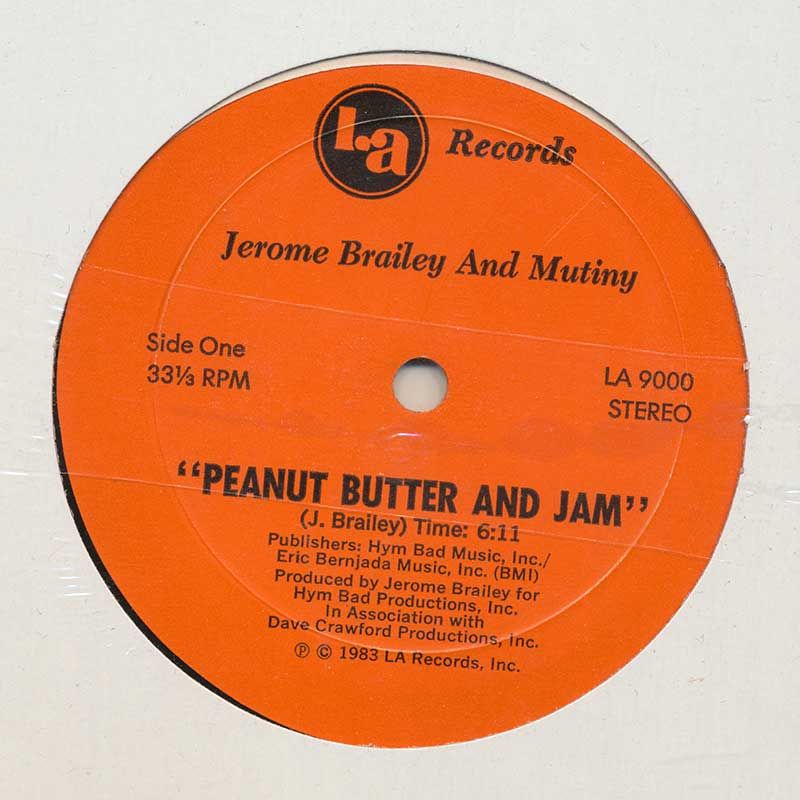 L.a Records
Jerome Brailey And Mutiny
Side One
33⅓ RPM
LA 9000
STEREO
“PEANUT BUTTER AND JAM”
(J. Brailey) Time: 6:11
Publishers: Hym Bad Music, Inc./
Eric Bernjada Music, Inc. (BMI)
Produced by Jerome Brailey for
Hym Bad Productions, Inc.
In Association with
Dave Crawford Productions, Inc.
℗ © 1983 LA Records, Inc.